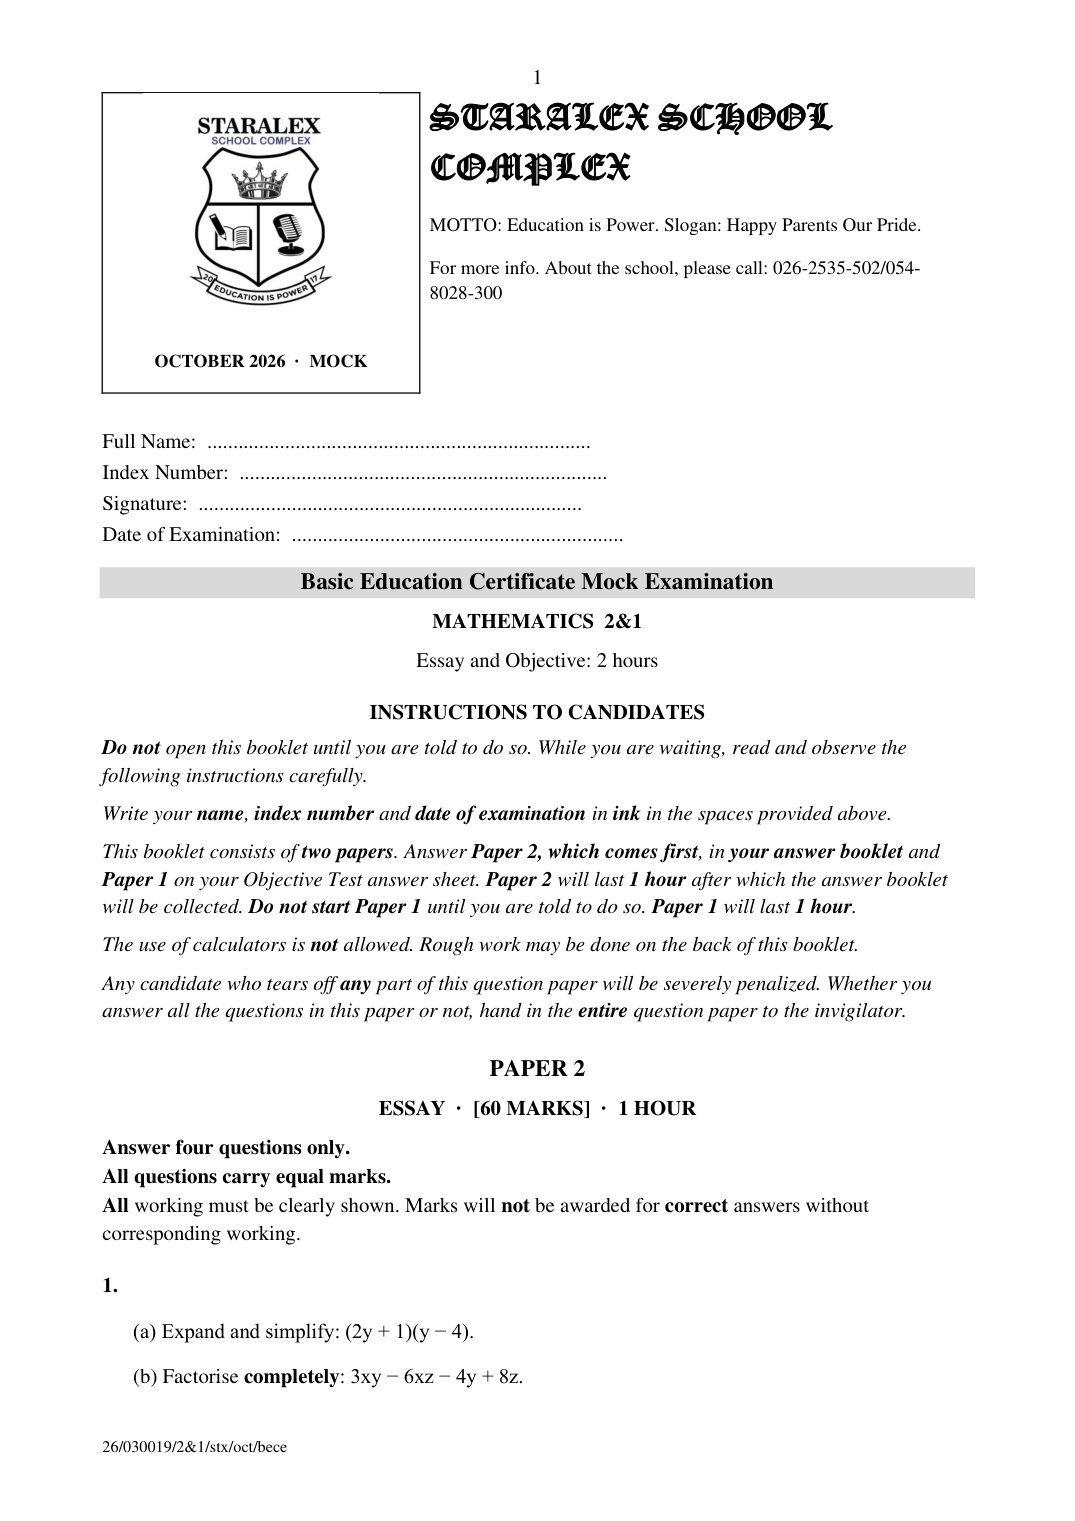 1
STARALEX
SCHOOL COMPLEX
20 17
EDUCATION IS POWER
OCTOBER 2026 · MOCK
STARALEX SCHOOL
COMPLEX
MOTTO: Education is Power. Slogan: Happy Parents Our Pride.
For more info. About the school, please call: 026-2535-502/054-
8028-300
Full Name: ..........................................................................
Index Number: .......................................................................
Signature: ..........................................................................
Date of Examination: ................................................................
Basic Education Certificate Mock Examination
MATHEMATICS 2&1
Essay and Objective: 2 hours
INSTRUCTIONS TO CANDIDATES
Do not open this booklet until you are told to do so. While you are waiting, read and observe the
following instructions carefully.
Write your name, index number and date of examination in ink in the spaces provided above.
This booklet consists of two papers. Answer Paper 2, which comes first, in your answer booklet and
Paper 1 on your Objective Test answer sheet. Paper 2 will last 1 hour after which the answer booklet
will be collected. Do not start Paper 1 until you are told to do so. Paper 1 will last 1 hour.
The use of calculators is not allowed. Rough work may be done on the back of this booklet.
Any candidate who tears off any part of this question paper will be severely penalized. Whether you
answer all the questions in this paper or not, hand in the entire question paper to the invigilator.
PAPER 2
ESSAY · [60 MARKS] · 1 HOUR
Answer four questions only.
All questions carry equal marks.
All working must be clearly shown. Marks will not be awarded for correct answers without
corresponding working.
1.
(a) Expand and simplify: (2y + 1)(y − 4).
(b) Factorise completely: 3xy − 6xz − 4y + 8z.
26/030019/2&1/stx/oct/bece